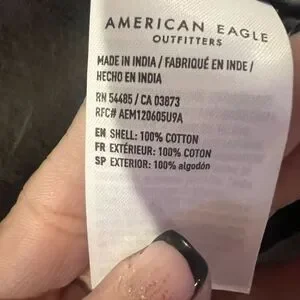 AMERICAN EAGLE
OUTFITTERS
MADE IN INDIA / FABRIQUÉ EN INDE /
HECHO EN INDIA
RN 54485 / CA 03873
RFC# AEM120605U9A
EN SHELL: 100% COTTON
FR EXTÉRIEUR: 100% COTON
SP EXTERIOR: 100% algodón